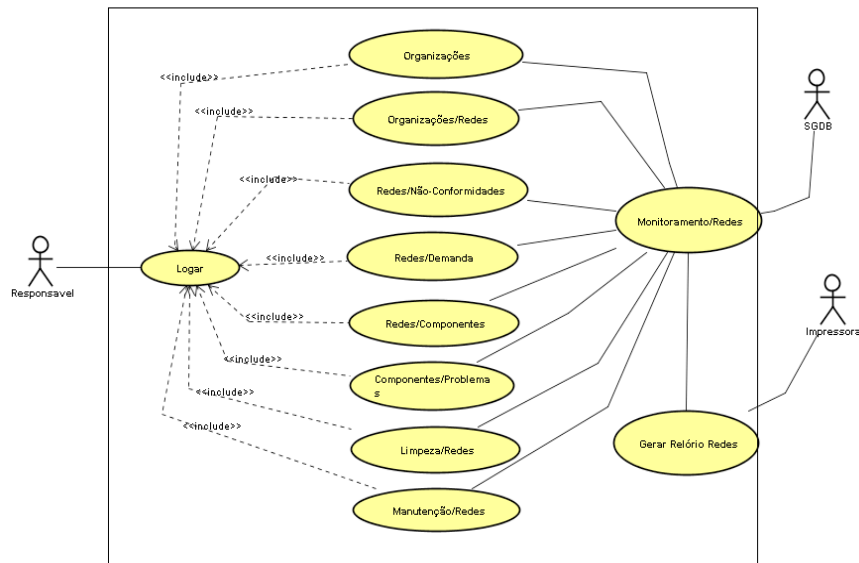 Organizações
<<include>>
SGDB
Organizações/Redes
<<include>>
<<include>>
Redes/Não-Conformidades
Monitoramento/Redes
Responsavel
Logar
<<include>>
Redes/Demanda
<<include>>
Redes/Componentes
Impressora
<<include>>
Componentes/Problema
s
<<include>>
Limpeza/Redes
Gerar Relório Redes
<<include>>
Manutenção/Redes